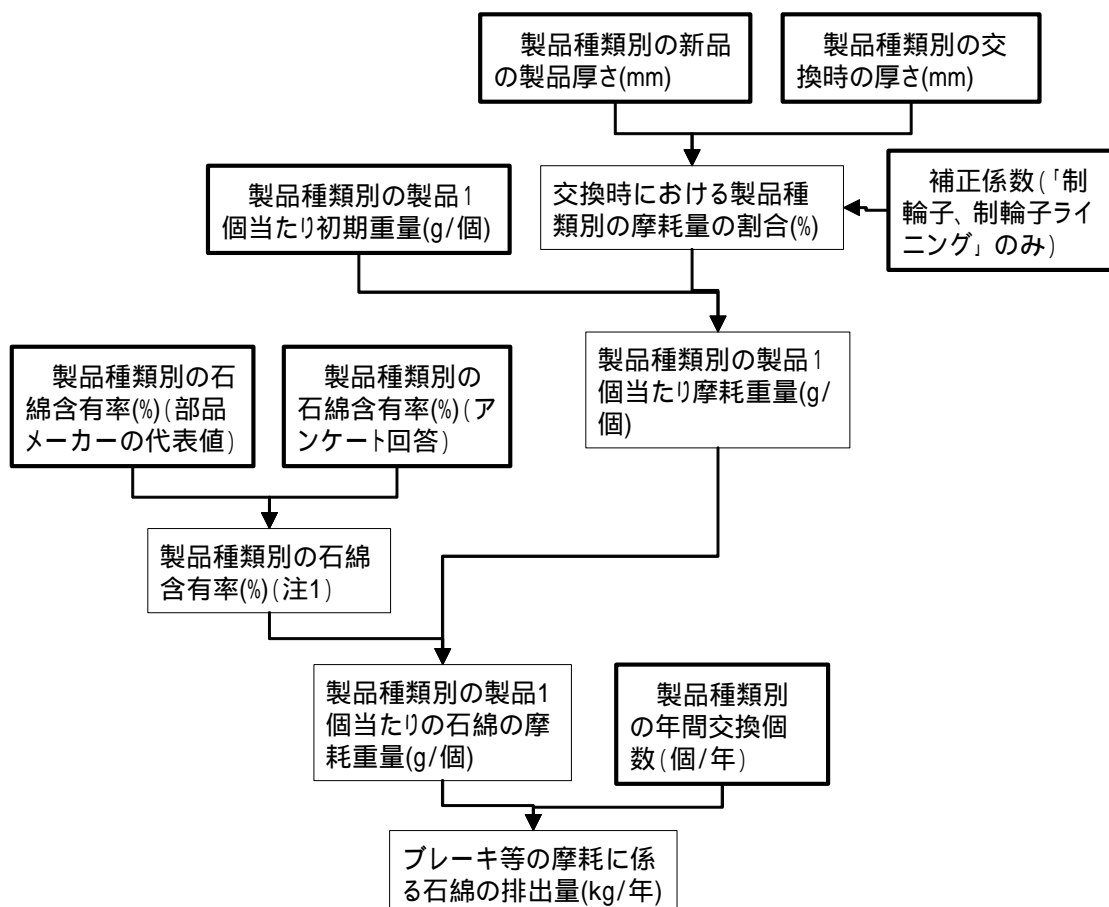 製品種類別の新品
の製品厚さ(mm)
製品種類別の交
換時の厚さ(mm)
製品種類別の製品1
個当たり初期重量(g/個)
交換時における製品種
類別の摩耗量の割合(%)
補正係数(「制
輪子、制輪子ライ
ニング」のみ)
製品種類別の石
綿含有率(%)(部品
メーカーの代表値)
製品種類別の
石綿含有率(%)(ア
ンケート回答)
製品種類別の製品1
個当たり摩耗重量(g/
個)
製品種類別の石綿
含有率(%)(注1)
製品種類別の製品1
個当たりの石綿の摩
耗重量(g/個)
製品種類別
の年間交換個
数(個/年)
ブレーキ等の摩耗に係
る石綿の排出量(kg/年)